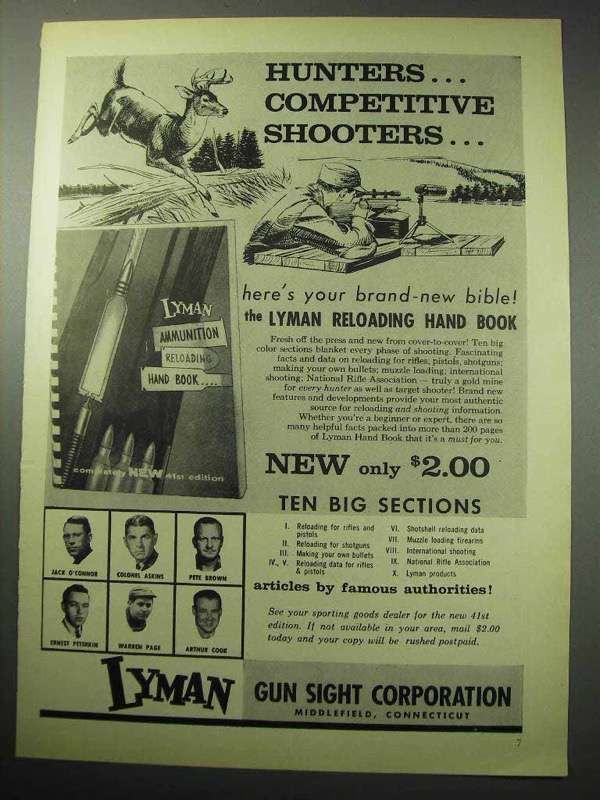 HUNTERS...
COMPETITIVE
SHOOTERS...
LYMAN
AMMUNITION
RELOADING
HAND BOOK....
completely NEW 41st edition
here's your brand-new bible!
the LYMAN RELOADING HAND BOOK
Fresh off the press and new from cover-to-cover! Ten big
color sections blanket every phase of shooting. Fascinating
facts and data on reloading for rifles, pistols, shotguns;
making your own bullets; muzzle loading, international
shooting; National Rifle Association — truly a gold mine
for every hunter as well as target shooter! Brand new
features and developments provide your most authentic
source for reloading and shooting information.
Whether you're a beginner or expert, there are so
many helpful facts packed into more than 200 pages
of Lyman Hand Book that it's a must for you.
NEW only $2.00
TEN BIG SECTIONS
I. Reloading for rifles and
pistols
II. Reloading for shotguns
III. Making your own bullets
IV., V. Reloading data for rifles
& pistols
VI. Shotshell reloading data
VII. Muzzle loading firearms
VIII. International shooting
IX. National Rifle Association
X. Lyman products
articles by famous authorities!
JACK O'CONNOR
COLONEL ASKINS
PETE BROWN
ERNEST PETERKIN
WARREN PAGE
ARTHUR COOK
See your sporting goods dealer for the new 41st
edition. If not available in your area, mail $2.00
today and your copy will be rushed postpaid.
LYMAN
GUN SIGHT CORPORATION
MIDDLEFIELD, CONNECTICUT
7